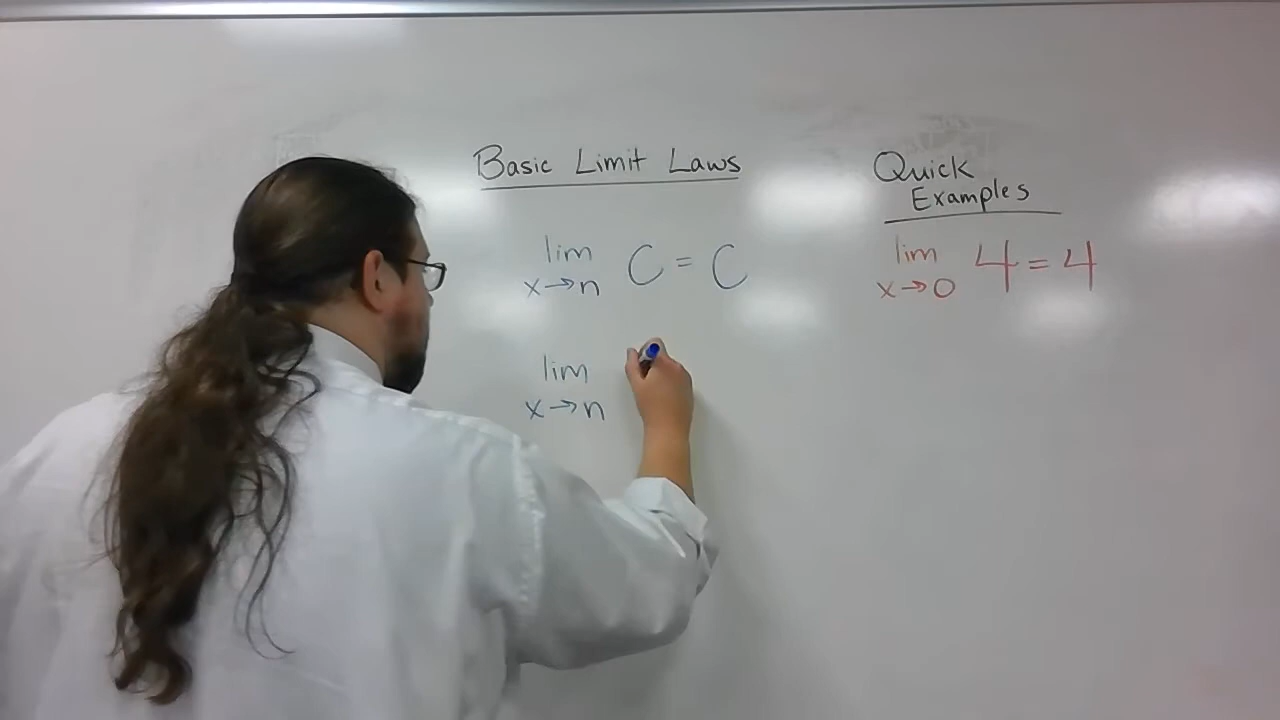 Basic Limit Laws
lim C = C
x→n
lim
x→n
Quick
Examples
lim 4 = 4
x→0